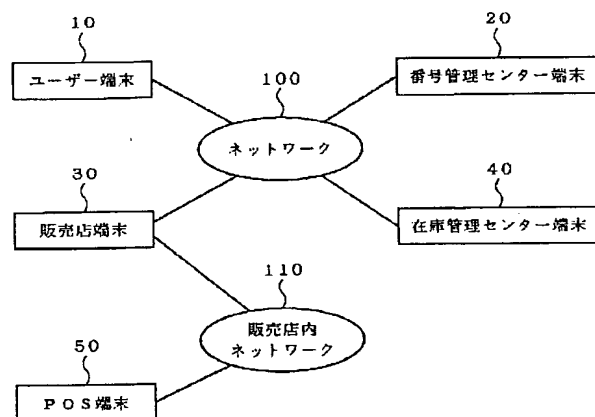 10
ユーザー端末
20
番号管理センター端末
100
ネットワーク
30
販売店端末
40
在庫管理センター端末
110
販売店内
ネットワーク
50
POS端末